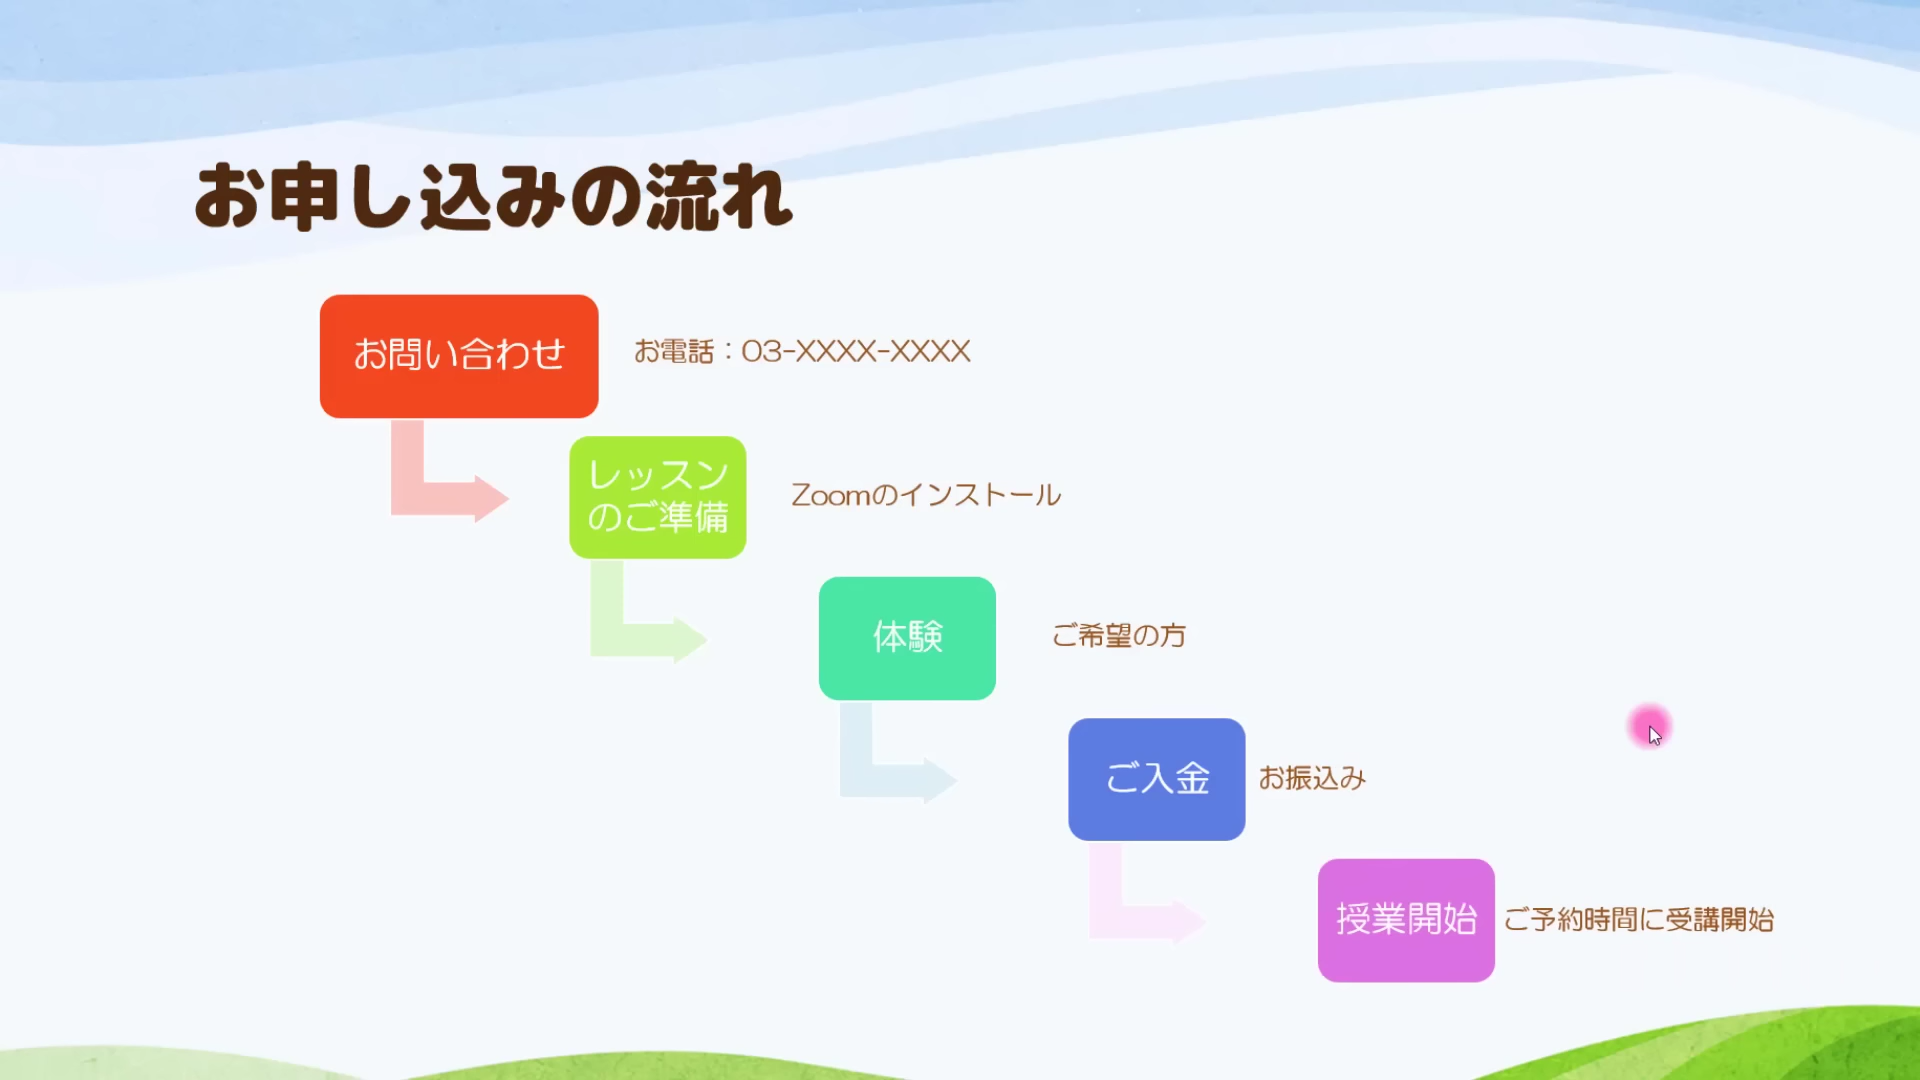 お申し込みの流れ
お問い合わせ
お電話：03-XXXX-XXXX
レッスン
のご準備
Zoomのインストール
体験
ご希望の方
ご入金
お振込み
授業開始
ご予約時間に受講開始